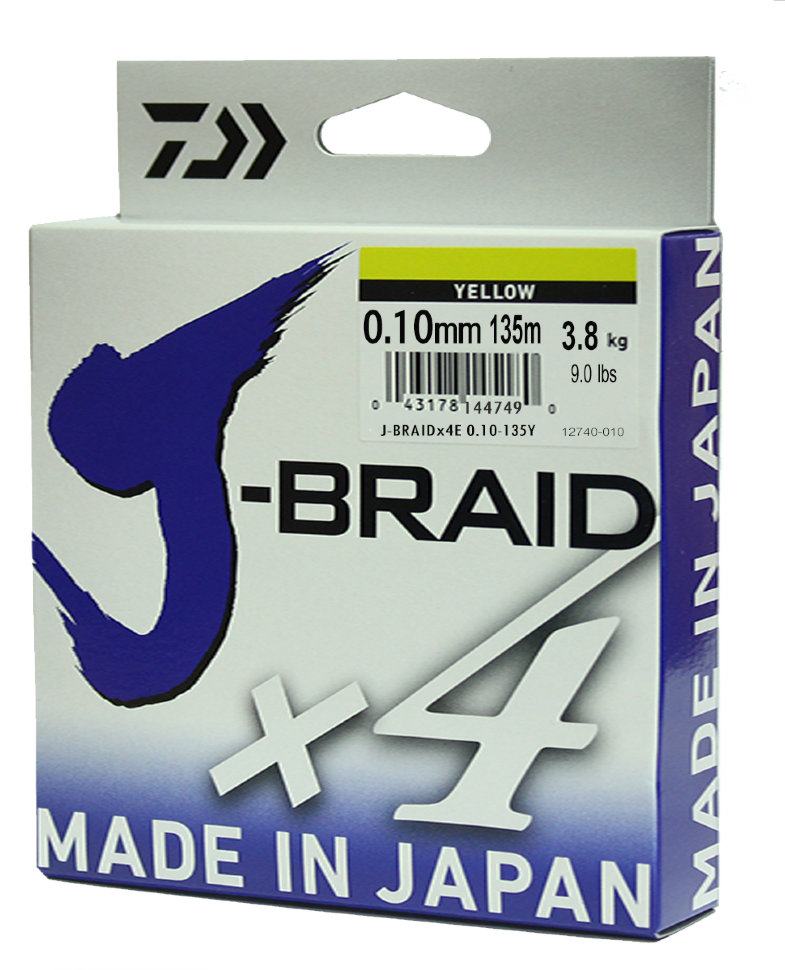 YELLOW
0.10mm 135m 3.8 kg
9.0 lbs
0 43178 144749 0
J-BRAIDx4E 0.10-135Y 12740-010
J-BRAID
×4
MADE IN JAPAN
MADE IN JAPAN